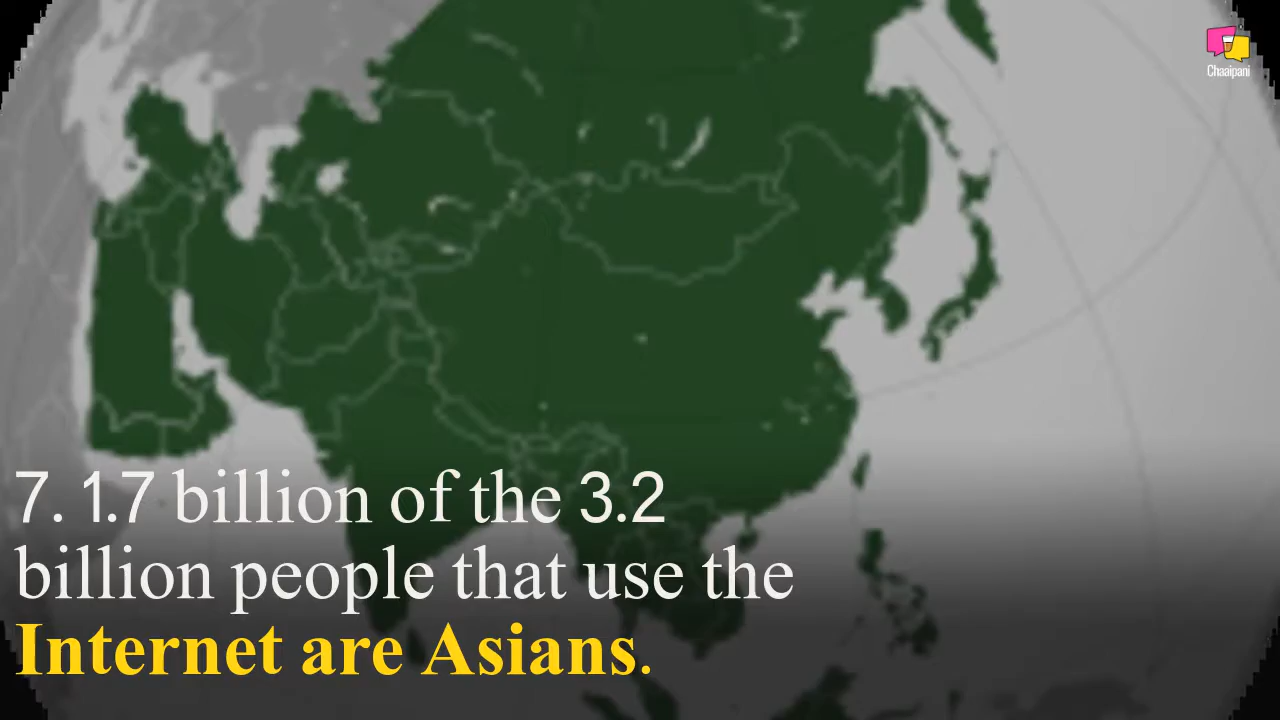 Chaaipani
7. 1.7 billion of the 3.2
billion people that use the
Internet are Asians.